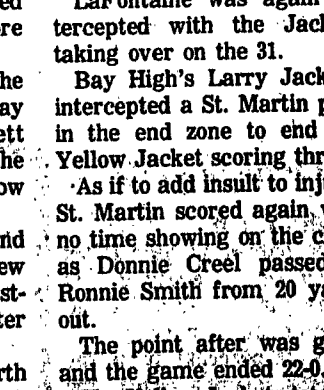 LaFontaine was again
tercepted with the Jac
taking over on the 31.
Bay High's Larry Jack
intercepted a St. Martin p
in the end zone to end
Yellow Jacket scoring thr
As if to add insult to inj
St. Martin scored again
no time showing on the c
as Donnie Creel passed
Ronnie Smith from 20 ya
out.
The point after was g
and the game ended 22-0.